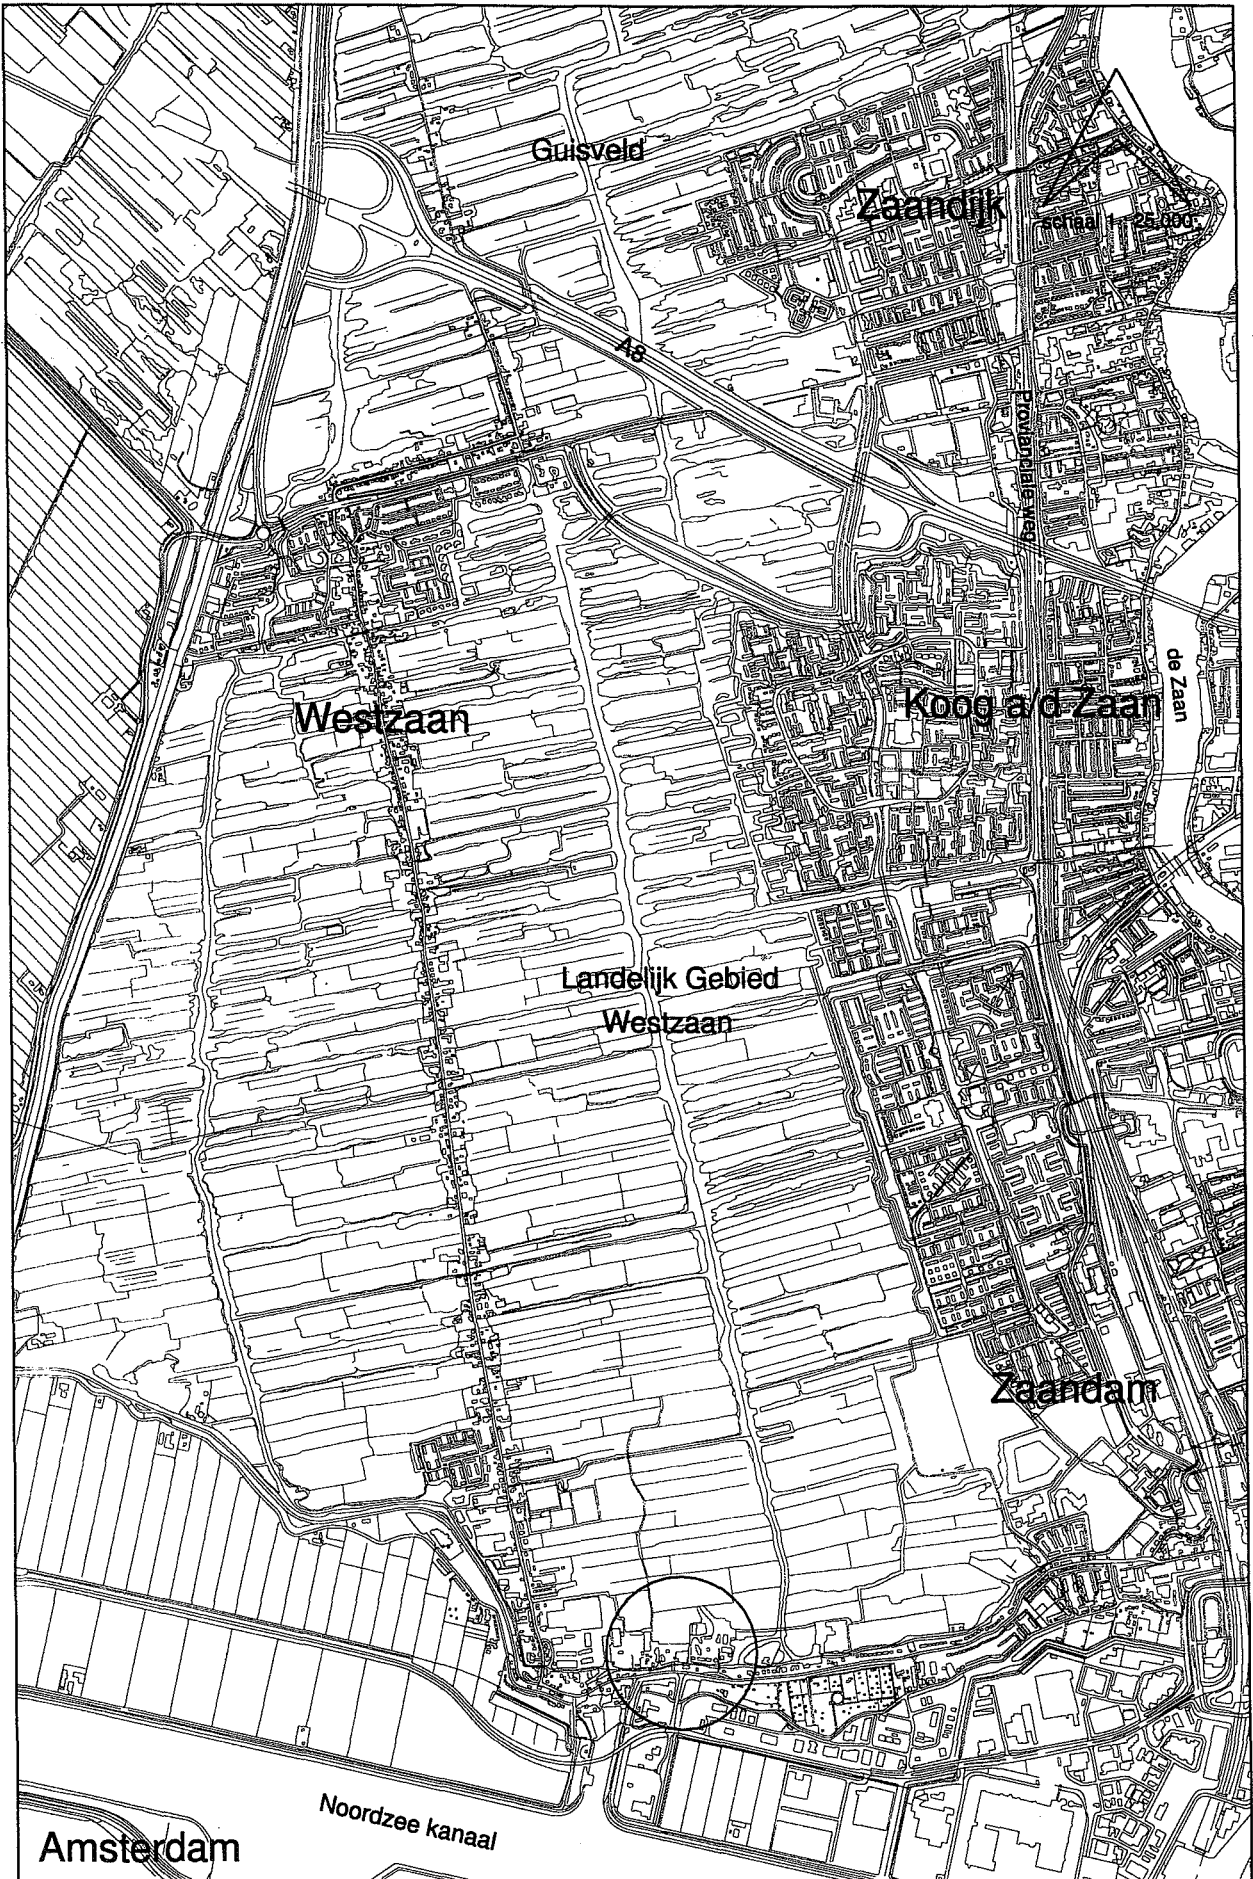 Guisveld
Zaandijk
schaal 1 : 25.000
A8
Provianciale weg
de Zaan
Koog a/d Zaan
Westzaan
Landelijk Gebied
Westzaan
Zaandam
Noordzee kanaal
Amsterdam